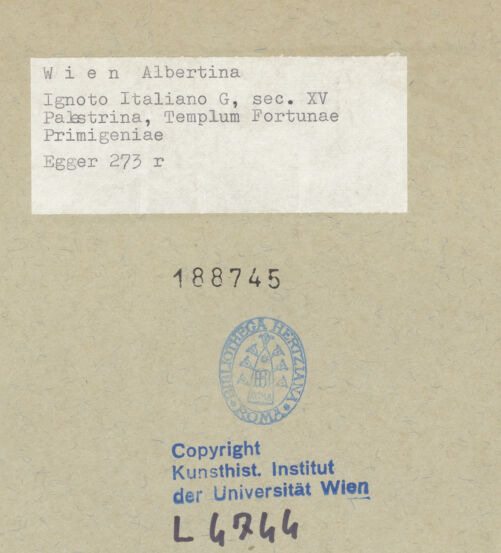 Wien Albertina
Ignoto Italiano G, sec. XV
Palestrina, Templum Fortunae
Primigeniae
Egger 273 r
188745
BIBLIOTHECA HERTZIANA
ROMA
Copyright
Kunsthist. Institut
der Universität Wien
L 4744